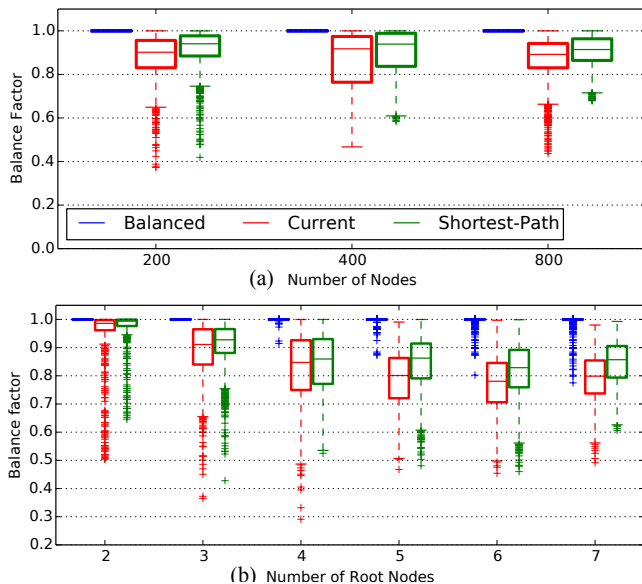 1.0
0.8
0.6
0.4
0.2
0.0
Balance Factor
Balanced Current Shortest-Path
200 400 800
(a) Number of Nodes
1.0
0.9
0.8
0.7
0.6
0.5
0.4
0.3
0.2
Balance factor
2 3 4 5 6 7
(b) Number of Root Nodes